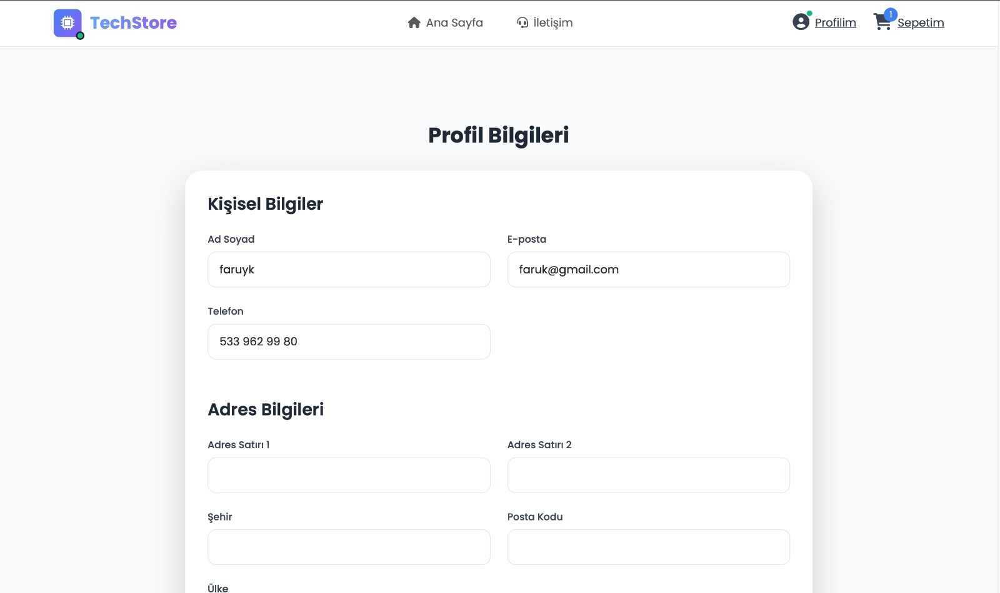 TechStore
Ana Sayfa
İletişim
Profilim
1
Sepetim
Profil Bilgileri
Kişisel Bilgiler
Ad Soyad
E-posta
faruyk
faruk@gmail.com
Telefon
533 962 99 80
Adres Bilgileri
Adres Satırı 1
Adres Satırı 2
Şehir
Posta Kodu
Ülke